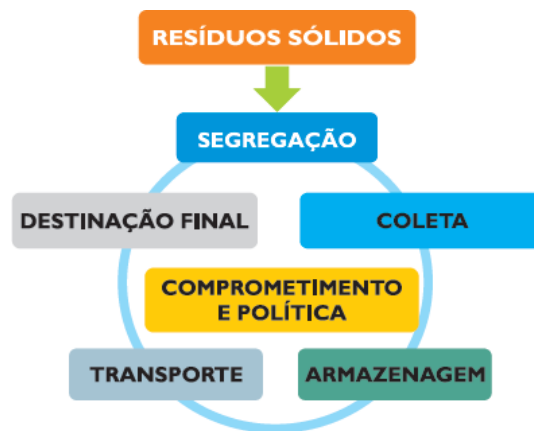 RESÍDUOS SÓLIDOS
SEGREGAÇÃO
DESTINAÇÃO FINAL
COLETA
COMPROMETIMENTO
E POLÍTICA
TRANSPORTE
ARMAZENAGEM